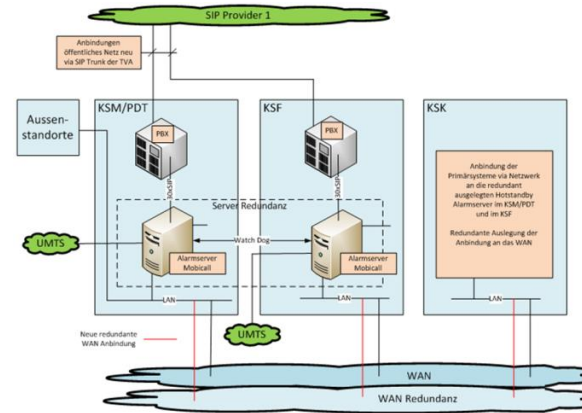 SIP Provider 1
Anbindungen
öffentliches Netz neu
via SIP Trunk der TVA
Aussen-
standorte
KSM/PDT
PBX
30xSIP
KSF
PBX
30xSIP
KSK
Anbindung der
Primärsysteme via Netzwerk
an die redundant
ausgelegten Hotstandby
Alarmserver im KSM/PDT
und im KSF
Redundante Auslegung der
Anbindung an das WAN
Server Redundanz
UMTS
Watch Dog
Alarmserver
Mobicall
Alarmserver
Mobicall
LAN
LAN
LAN
Neue redundante
WAN Anbindung
UMTS
WAN
WAN Redundanz